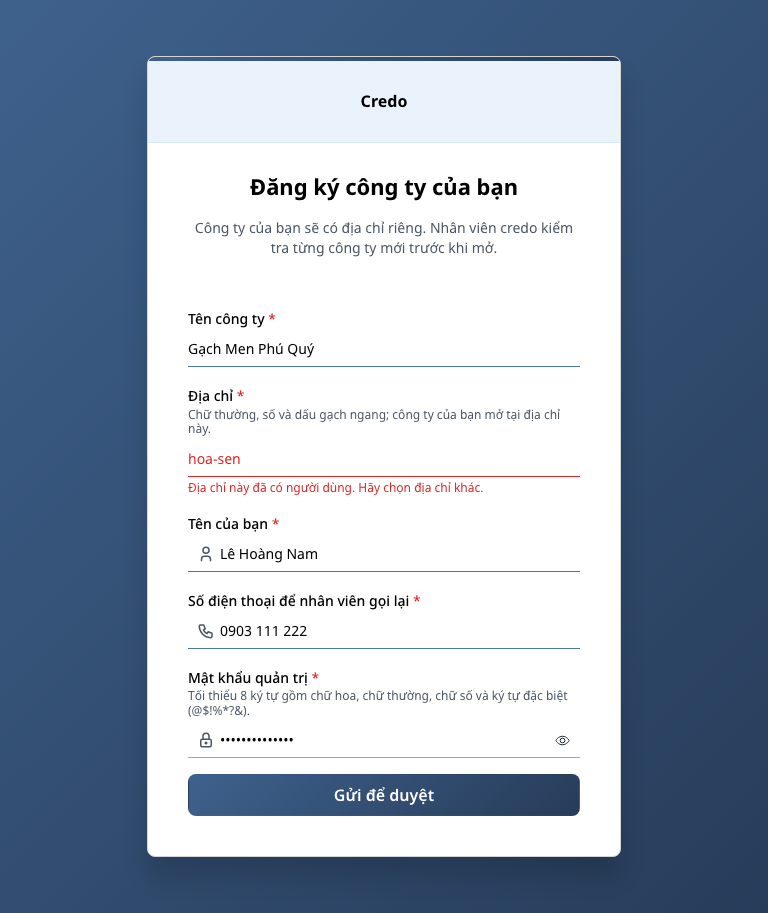 Credo
Đăng ký công ty của bạn
Công ty của bạn sẽ có địa chỉ riêng. Nhân viên credo kiểm
tra từng công ty mới trước khi mở.
Tên công ty *
Gạch Men Phú Quý
Địa chỉ *
Chữ thường, số và dấu gạch ngang; công ty của bạn mở tại địa chỉ
này.
hoa-sen
Địa chỉ này đã có người dùng. Hãy chọn địa chỉ khác.
Tên của bạn *
Lê Hoàng Nam
Số điện thoại để nhân viên gọi lại *
0903 111 222
Mật khẩu quản trị *
Tối thiểu 8 ký tự gồm chữ hoa, chữ thường, chữ số và ký tự đặc biệt
(@$!%*?&).
••••••••••••••
Gửi để duyệt